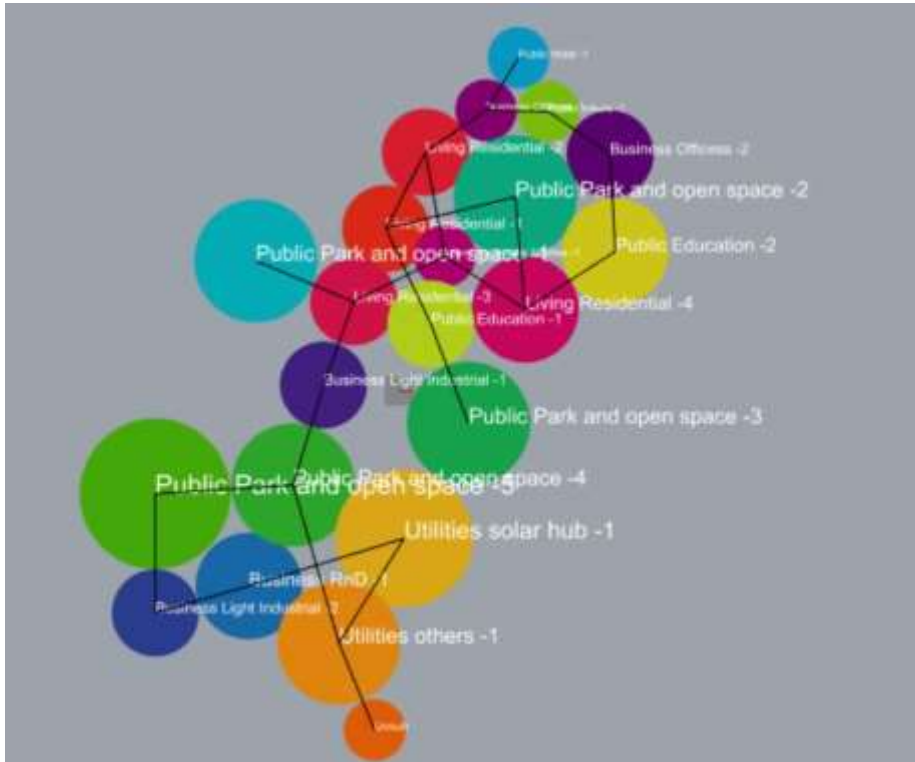 Public
Business Offices
Living Residential -2
Business Officess -2
Public Park and open space -2
Living Residential -1
Public Education -2
Public Park and open space -1
Living Residential -3
Living Residential -4
Public Education -1
Business Light Industrial -1
Public Park and open space -3
Public Park and open space -4
Public Park and open space -5
Utilities solar hub -1
Business RnD -1
Business Light Industrial -2
Utilities others -1